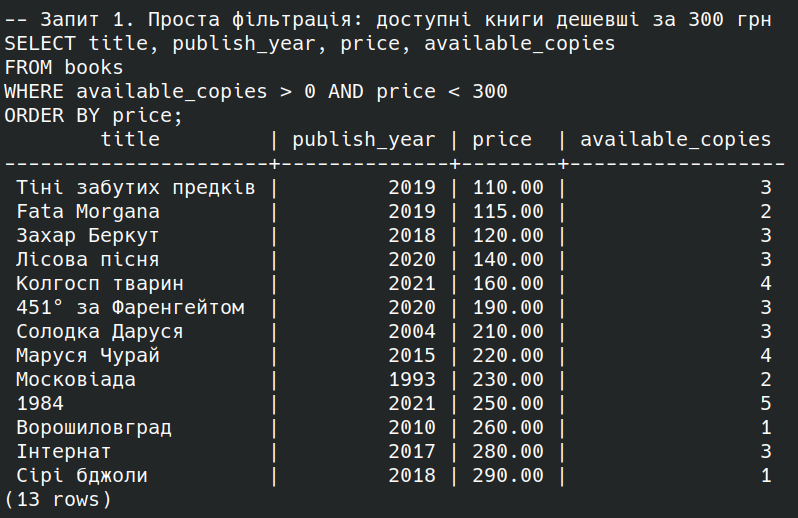 -- Запит 1. Проста фільтрація: доступні книги дешевші за 300 грн
SELECT title, publish_year, price, available_copies
FROM books
WHERE available_copies > 0 AND price < 300
ORDER BY price;
        title         | publish_year | price  | available_copies
----------------------+--------------+--------+------------------
 Тіні забутих предків |         2019 | 110.00 |                3
 Fata Morgana         |         2019 | 115.00 |                2
 Захар Беркут         |         2018 | 120.00 |                3
 Лісова пісня         |         2020 | 140.00 |                3
 Колгосп тварин       |         2021 | 160.00 |                4
 451° за Фаренгейтом  |         2020 | 190.00 |                3
 Солодка Даруся       |         2004 | 210.00 |                3
 Маруся Чурай         |         2015 | 220.00 |                4
 Московіада           |         1993 | 230.00 |                2
 1984                 |         2021 | 250.00 |                5
 Ворошиловград        |         2010 | 260.00 |                1
 Інтернат             |         2017 | 280.00 |                3
 Сірі бджоли          |         2018 | 290.00 |                1
(13 rows)